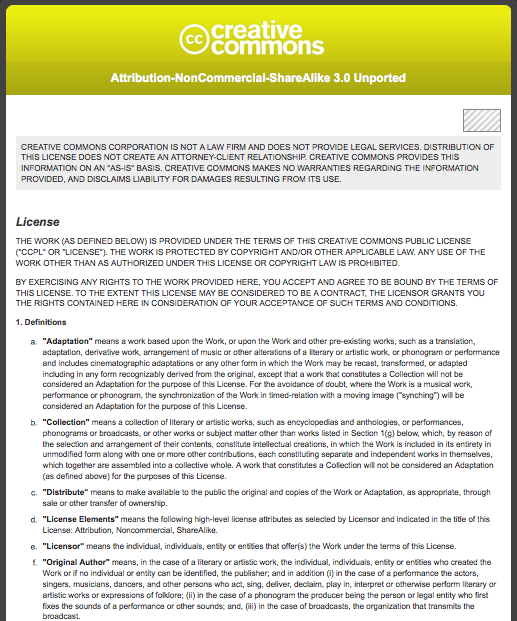 cc creative
commons
Attribution-NonCommercial-ShareAlike 3.0 Unported
CREATIVE COMMONS CORPORATION IS NOT A LAW FIRM AND DOES NOT PROVIDE LEGAL SERVICES. DISTRIBUTION OF
THIS LICENSE DOES NOT CREATE AN ATTORNEY-CLIENT RELATIONSHIP. CREATIVE COMMONS PROVIDES THIS
INFORMATION ON AN "AS-IS" BASIS. CREATIVE COMMONS MAKES NO WARRANTIES REGARDING THE INFORMATION
PROVIDED, AND DISCLAIMS LIABILITY FOR DAMAGES RESULTING FROM ITS USE.
License
THE WORK (AS DEFINED BELOW) IS PROVIDED UNDER THE TERMS OF THIS CREATIVE COMMONS PUBLIC LICENSE
("CCPL" OR "LICENSE"). THE WORK IS PROTECTED BY COPYRIGHT AND/OR OTHER APPLICABLE LAW. ANY USE OF THE
WORK OTHER THAN AS AUTHORIZED UNDER THIS LICENSE OR COPYRIGHT LAW IS PROHIBITED.
BY EXERCISING ANY RIGHTS TO THE WORK PROVIDED HERE, YOU ACCEPT AND AGREE TO BE BOUND BY THE TERMS OF
THIS LICENSE. TO THE EXTENT THIS LICENSE MAY BE CONSIDERED TO BE A CONTRACT, THE LICENSOR GRANTS YOU
THE RIGHTS CONTAINED HERE IN CONSIDERATION OF YOUR ACCEPTANCE OF SUCH TERMS AND CONDITIONS.
1. Definitions
a. "Adaptation" means a work based upon the Work, or upon the Work and other pre-existing works, such as a translation,
adaptation, derivative work, arrangement of music or other alterations of a literary or artistic work, or phonogram or performance
and includes cinematographic adaptations or any other form in which the Work may be recast, transformed, or adapted
including in any form recognizably derived from the original, except that a work that constitutes a Collection will not be
considered an Adaptation for the purpose of this License. For the avoidance of doubt, where the Work is a musical work,
performance or phonogram, the synchronization of the Work in timed-relation with a moving image ("synching") will be
considered an Adaptation for the purpose of this License.
b. "Collection" means a collection of literary or artistic works, such as encyclopedias and anthologies, or performances,
phonograms or broadcasts, or other works or subject matter other than works listed in Section 1(g) below, which, by reason of
the selection and arrangement of their contents, constitute intellectual creations, in which the Work is included in its entirety in
unmodified form along with one or more other contributions, each constituting separate and independent works in themselves,
which together are assembled into a collective whole. A work that constitutes a Collection will not be considered an Adaptation
(as defined above) for the purposes of this License.
c. "Distribute" means to make available to the public the original and copies of the Work or Adaptation, as appropriate, through
sale or other transfer of ownership.
d. "License Elements" means the following high-level license attributes as selected by Licensor and indicated in the title of this
License: Attribution, Noncommercial, ShareAlike.
e. "Licensor" means the individual, individuals, entity or entities that offer(s) the Work under the terms of this License.
f. "Original Author" means, in the case of a literary or artistic work, the individual, individuals, entity or entities who created the
Work or if no individual or entity can be identified, the publisher; and in addition (i) in the case of a performance the actors,
singers, musicians, dancers, and other persons who act, sing, deliver, declaim, play in, interpret or otherwise perform literary or
artistic works or expressions of folklore; (ii) in the case of a phonogram the producer being the person or legal entity who first
fixes the sounds of a performance or other sounds; and, (iii) in the case of broadcasts, the organization that transmits the
broadcast.